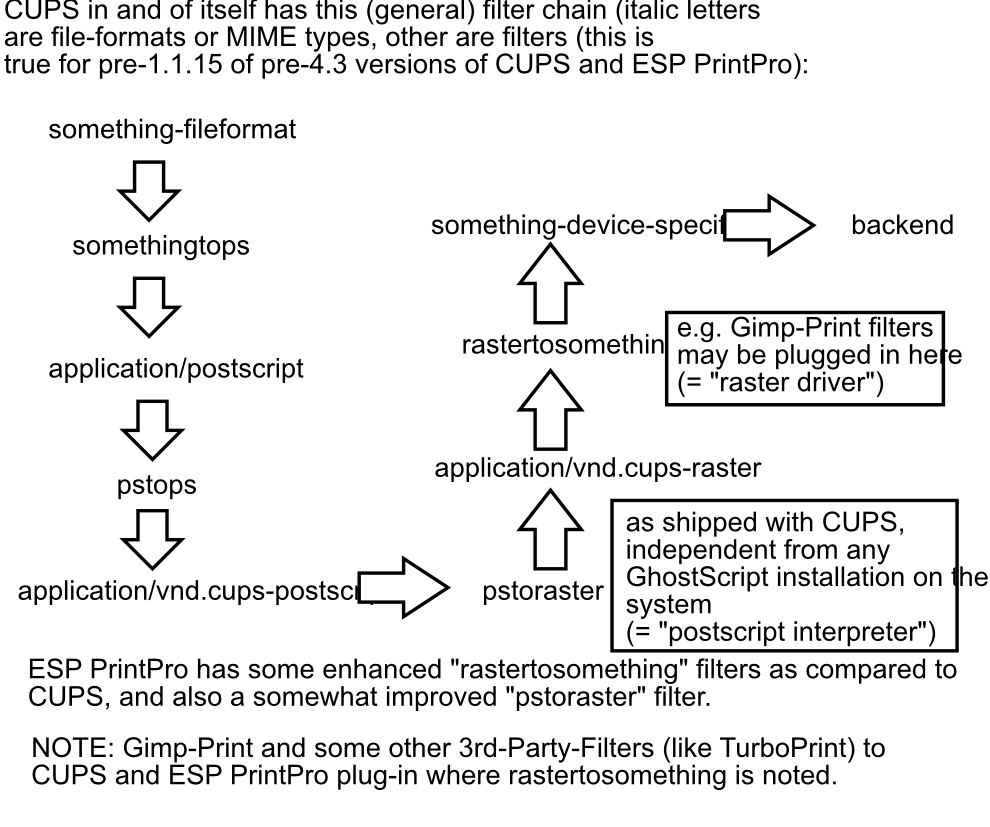 CUPS in and of itself has this (general) filter chain (italic letters
are file-formats or MIME types, other are filters (this is
true for pre-1.1.15 of pre-4.3 versions of CUPS and ESP PrintPro):
something-fileformat
somethingtops
application/postscript
pstops
application/vnd.cups-postscr
pstoraster
as shipped with CUPS,
independent from any
GhostScript installation on the
system
(= "postscript interpreter")
application/vnd.cups-raster
rastertosomethin
e.g. Gimp-Print filters
may be plugged in here
(= "raster driver")
something-device-specif
backend
ESP PrintPro has some enhanced "rastertosomething" filters as compared to
CUPS, and also a somewhat improved "pstoraster" filter.
NOTE: Gimp-Print and some other 3rd-Party-Filters (like TurboPrint) to
CUPS and ESP PrintPro plug-in where rastertosomething is noted.